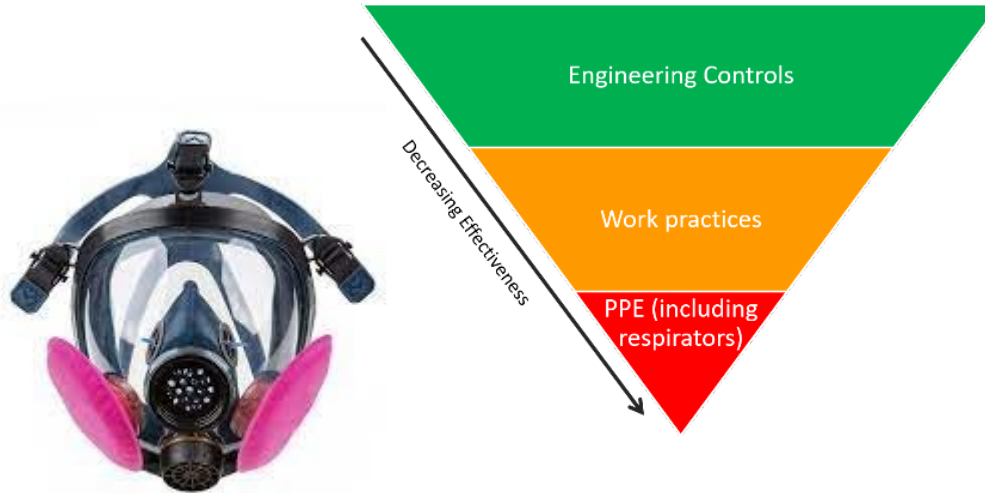 Engineering Controls
Decreasing Effectiveness
Work practices
PPE (including
respirators)